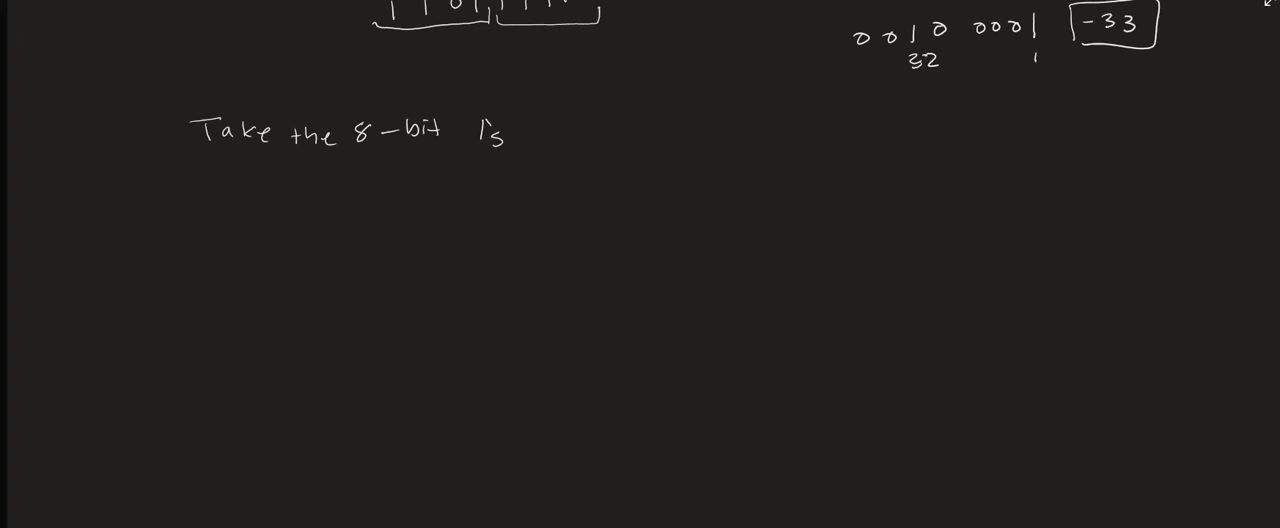 0010 0001 -33
32 1
Take the 8-bit 1's